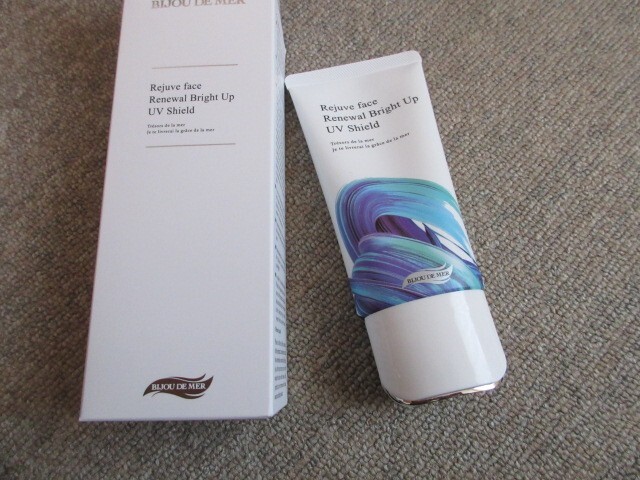 BIJOU DE MER
Rejuve face
Renewal Bright Up
UV Shield
Trésors de la mer
Je te livrerai la grâce de la mer
BIJOU DE MER
Rejuve face
Renewal Bright Up
UV Shield
Trésors de la mer
Je te livrerai la grâce de la mer
BIJOU DE MER